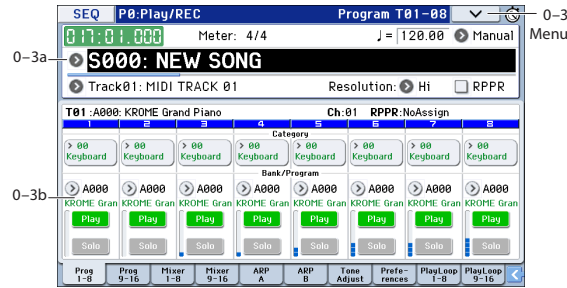 SEQ P0:Play/REC Program T01-08
0-3
Menu
017:01.000 Meter: 4/4 ♩= 120.00 Manual
0-3a
S000: NEW SONG
Track01: MIDI TRACK 01 Resolution: Hi RPPR
T01 :A000: KROME Grand Piano Ch:01 RPPR:NoAssign
1 2 3 4 5 6 7 8
Category
> 00 > 00 > 00 > 00 > 00 > 00 > 00 > 00
Keyboard Keyboard Keyboard Keyboard Keyboard Keyboard Keyboard Keyboard
Bank/Program
0-3b
A000 A000 A000 A000 A000 A000 A000 A000
KROME Gran KROME Gran KROME Gran KROME Gran KROME Gran KROME Gran KROME Gran KROME Gran
Play Play Play Play Play Play Play Play
Solo Solo Solo Solo Solo Solo Solo Solo
Prog 1-8 Prog 9-16 Mixer 1-8 Mixer 9-16 ARP A ARP B Tone Adjust Prefe-rences PlayLoop 1-8 PlayLoop 9-16